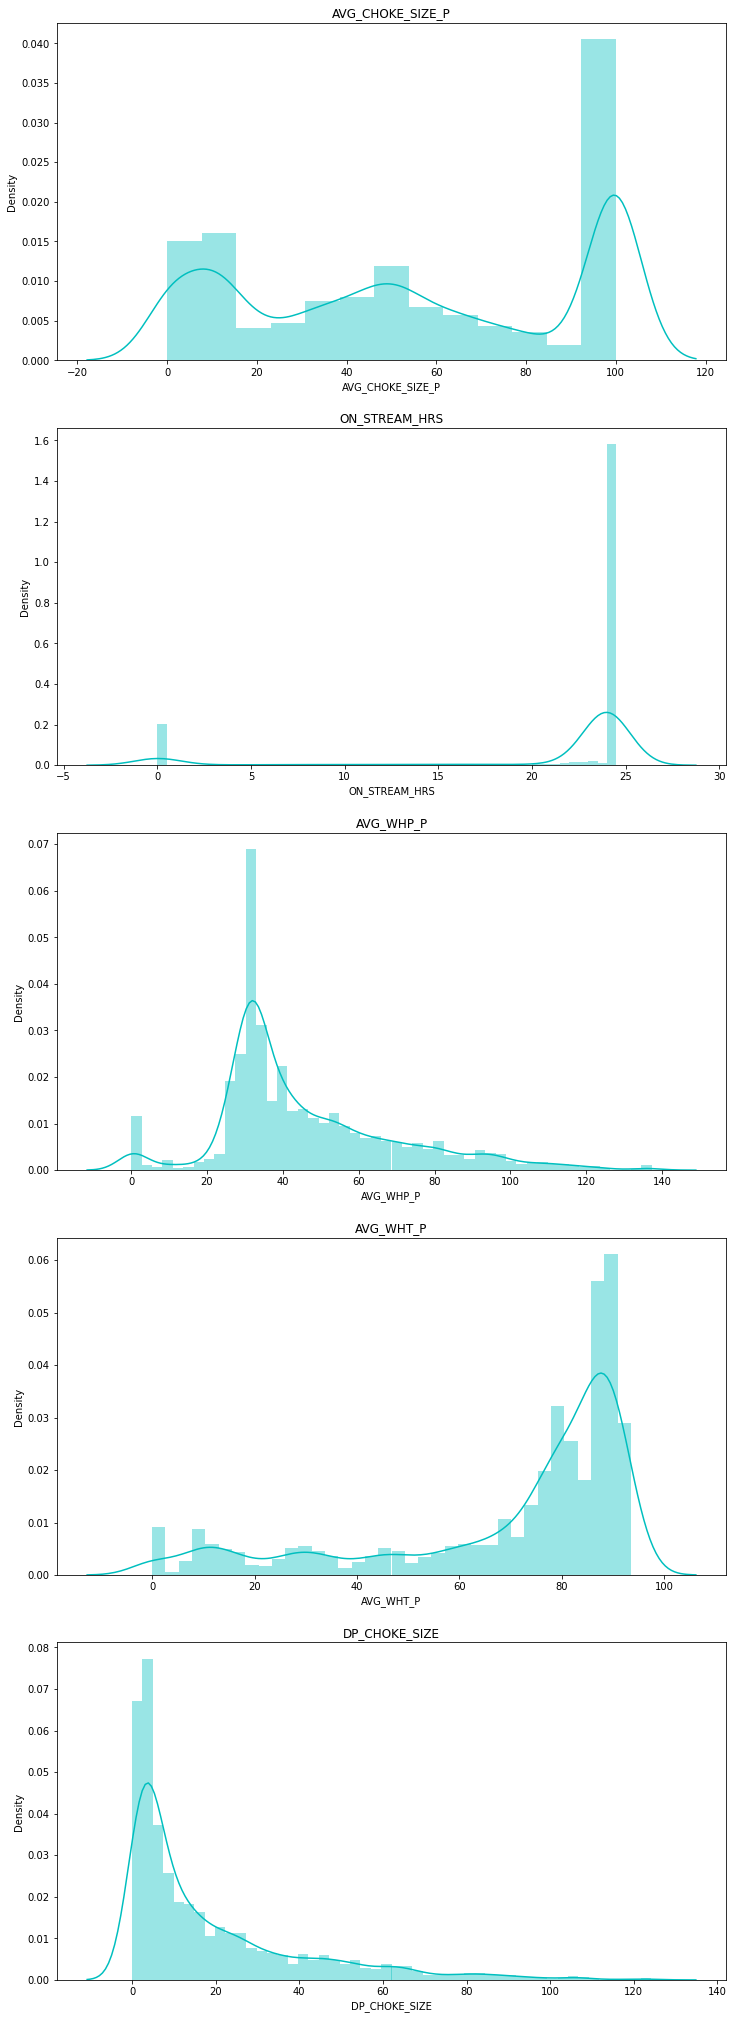 AVG_CHOKE_SIZE_P
0.040
0.035
0.030
0.025
0.020
0.015
0.010
0.005
0.000
Density
−20 0 20 40 60 80 100 120
AVG_CHOKE_SIZE_P
ON_STREAM_HRS
1.6
1.4
1.2
1.0
0.8
0.6
0.4
0.2
0.0
Density
−5 0 5 10 15 20 25 30
ON_STREAM_HRS
AVG_WHP_P
0.07
0.06
0.05
0.04
0.03
0.02
0.01
0.00
Density
0 20 40 60 80 100 120 140
AVG_WHP_P
AVG_WHT_P
0.06
0.05
0.04
0.03
0.02
0.01
0.00
Density
0 20 40 60 80 100
AVG_WHT_P
DP_CHOKE_SIZE
0.08
0.07
0.06
0.05
0.04
0.03
0.02
0.01
0.00
Density
0 20 40 60 80 100 120 140
DP_CHOKE_SIZE